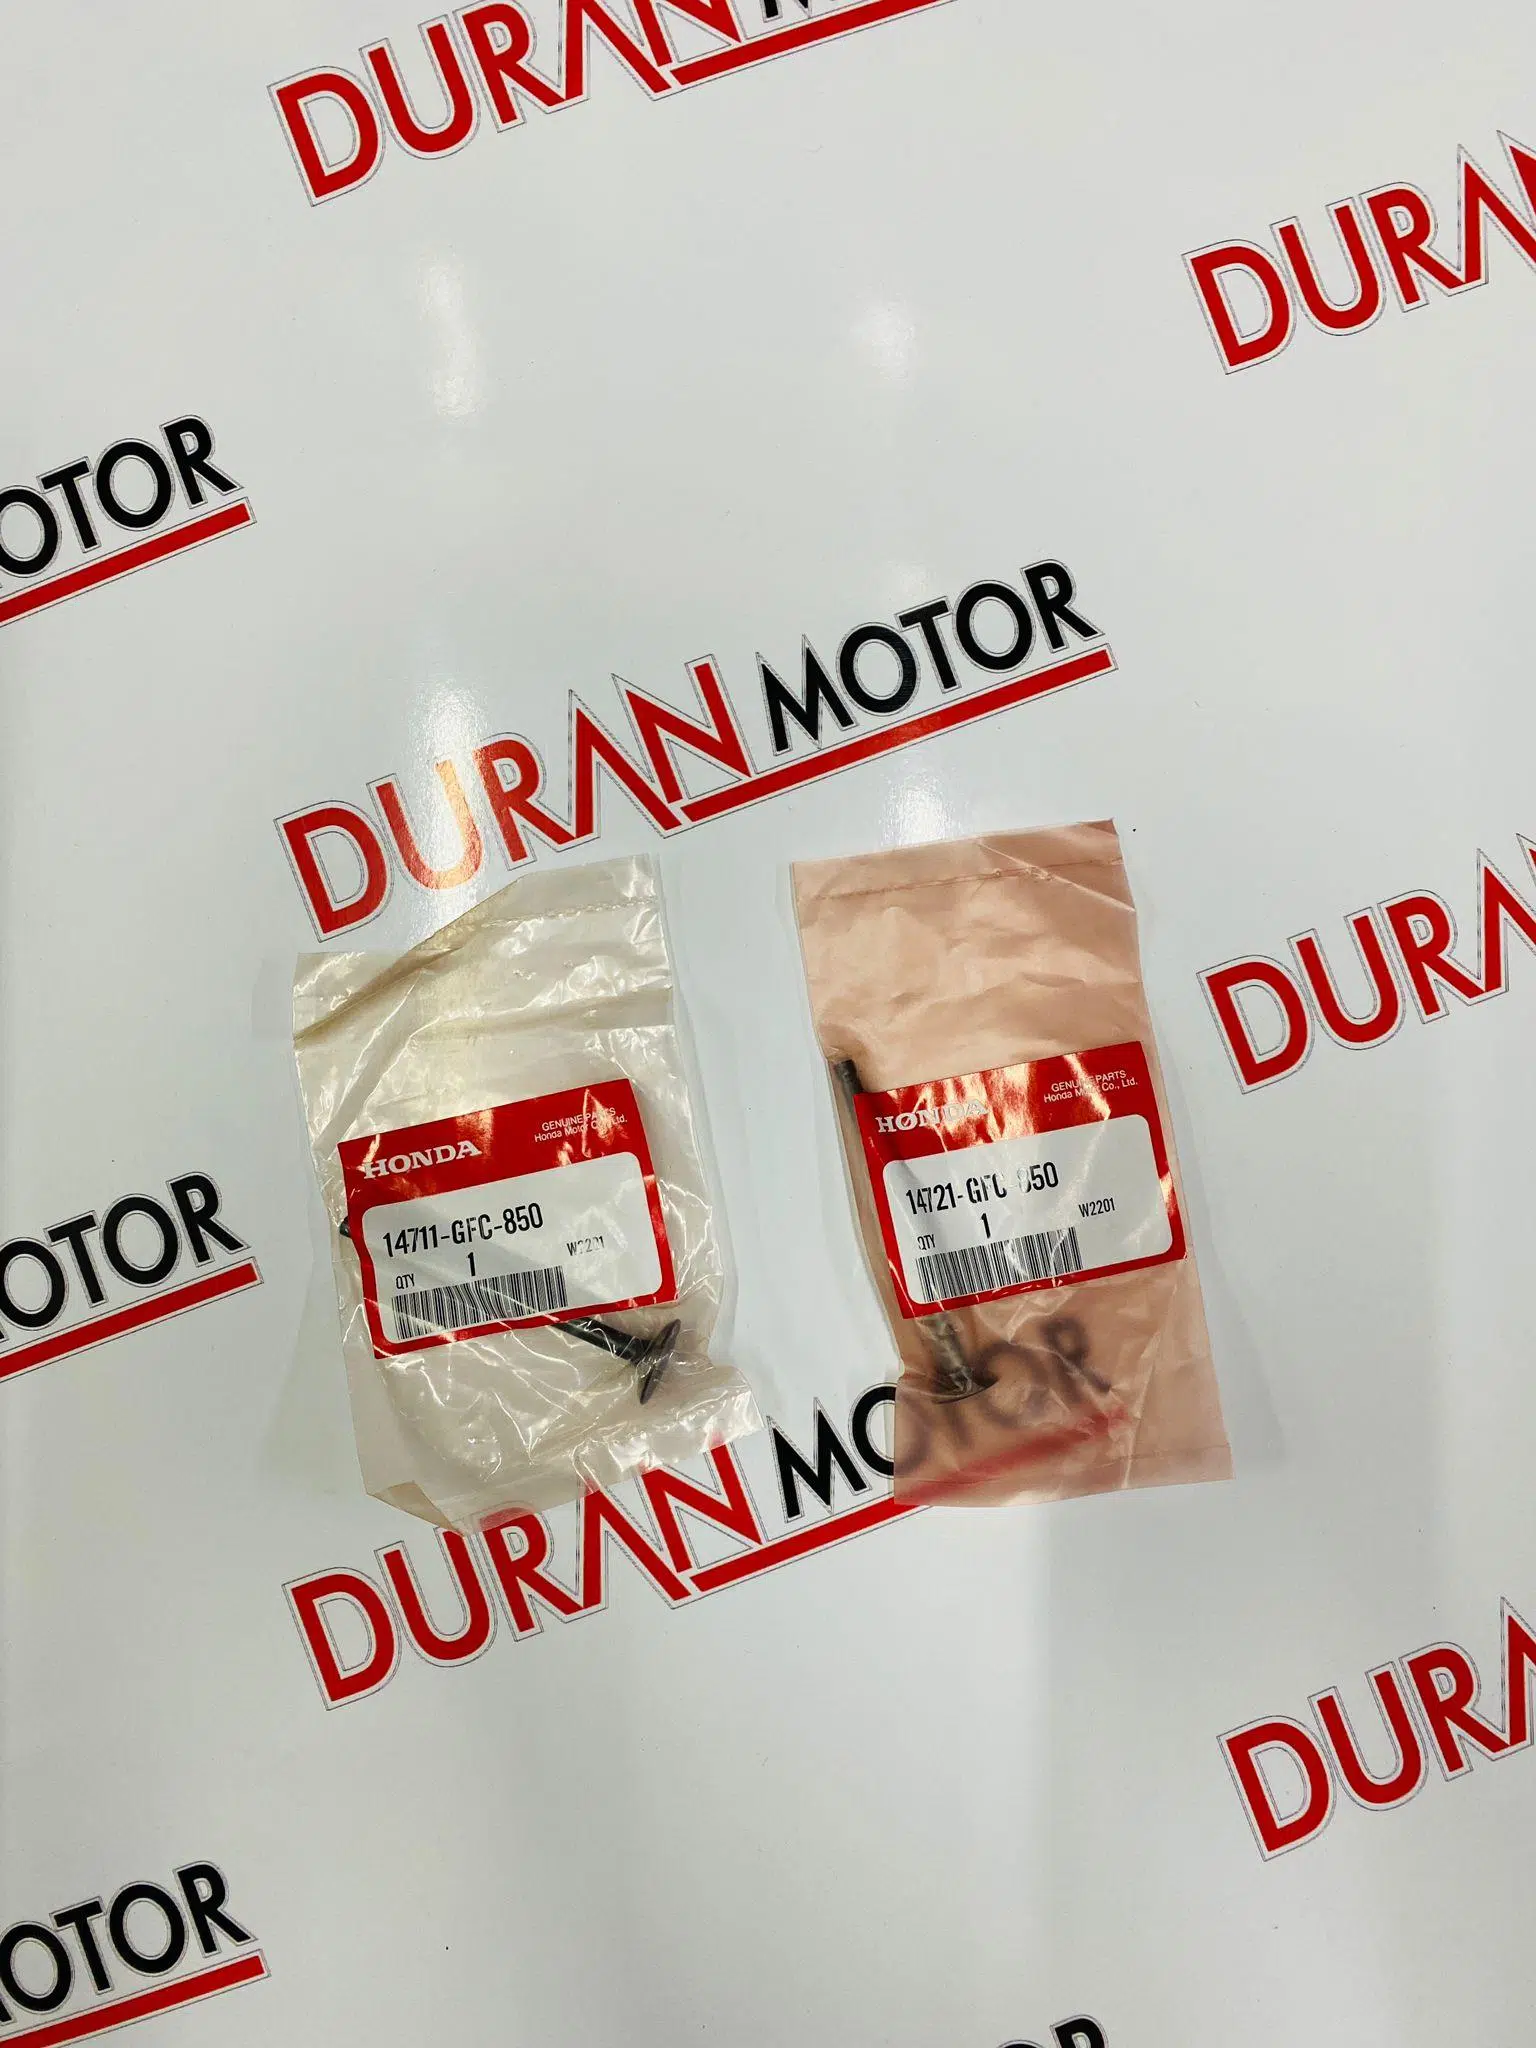 DURAN MOTOR
DURAN
MOTOR
DURAN MOTOR
DURAN
HONDA
GENUINE PARTS
Honda Motor Co., Ltd.
14711-GFC-850
QTY 1 W2201
HONDA
GENUINE PARTS
Honda Motor Co., Ltd.
14721-GFC-850
QTY 1 W2201
MOTOR
DURAN MOTOR
DURAN
MOTOR